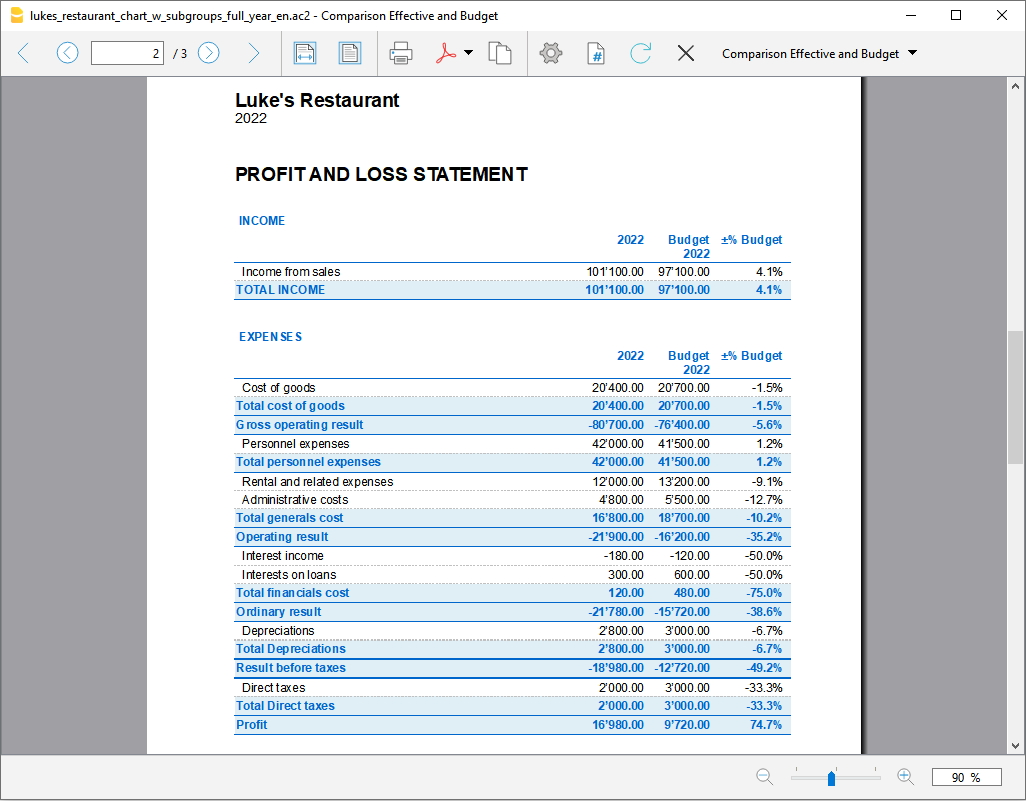 lukes_restaurant_chart_w_subgroups_full_year_en.ac2 - Comparison Effective and Budget
2 / 3 Comparison Effective and Budget
Luke's Restaurant
2022
PROFIT AND LOSS STATEMENT
INCOME
2022 Budget 2022 ±% Budget
Income from sales 101'100.00 97'100.00 4.1%
TOTAL INCOME 101'100.00 97'100.00 4.1%
EXPENSES
2022 Budget 2022 ±% Budget
Cost of goods 20'400.00 20'700.00 -1.5%
Total cost of goods 20'400.00 20'700.00 -1.5%
Gross operating result -80'700.00 -76'400.00 -5.6%
Personnel expenses 42'000.00 41'500.00 1.2%
Total personnel expenses 42'000.00 41'500.00 1.2%
Rental and related expenses 12'000.00 13'200.00 -9.1%
Administrative costs 4'800.00 5'500.00 -12.7%
Total generals cost 16'800.00 18'700.00 -10.2%
Operating result -21'900.00 -16'200.00 -35.2%
Interest income -180.00 -120.00 -50.0%
Interests on loans 300.00 600.00 -50.0%
Total financials cost 120.00 480.00 -75.0%
Ordinary result -21'780.00 -15'720.00 -38.6%
Depreciations 2'800.00 3'000.00 -6.7%
Total Depreciations 2'800.00 3'000.00 -6.7%
Result before taxes -18'980.00 -12'720.00 -49.2%
Direct taxes 2'000.00 3'000.00 -33.3%
Total Direct taxes 2'000.00 3'000.00 -33.3%
Profit 16'980.00 9'720.00 74.7%
90 %